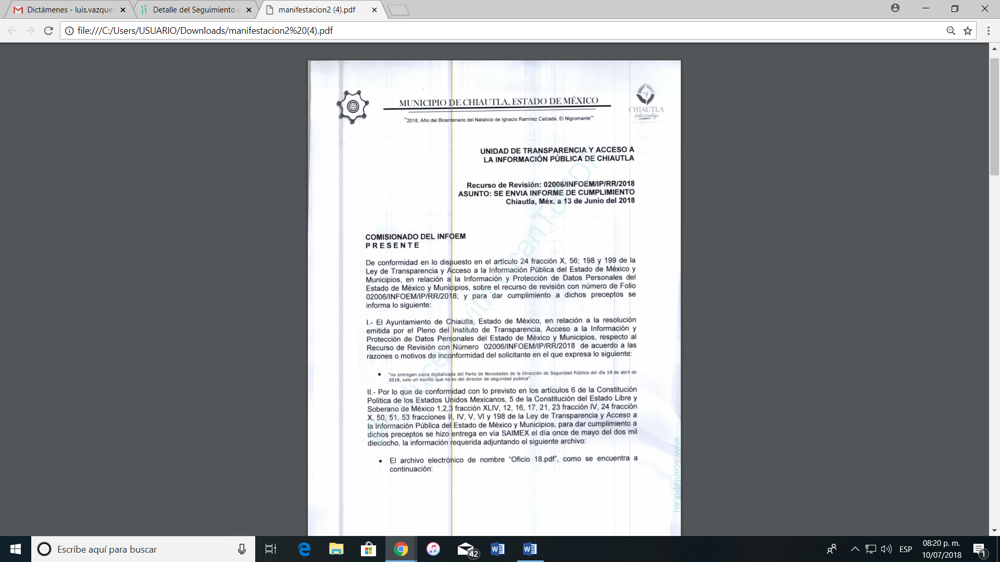 Dictámenes - luis.vazque
Detalle del Seguimiento
manifestacion2 (4).pdf
file:///C:/Users/USUARIO/Downloads/manifestacion2%20(4).pdf
MUNICIPIO DE CHIAUTLA, ESTADO DE MÉXICO
"2018, Año del Bicentenario del Natalicio de Ignacio Ramírez Calzada, El Nigromante"
CHIAUTLA
está contigo
UNIDAD DE TRANSPARENCIA Y ACCESO A
LA INFORMACIÓN PÚBLICA DE CHIAUTLA
Recurso de Revisión: 02006/INFOEM/IP/RR/2018
ASUNTO: SE ENVIA INFORME DE CUMPLIMIENTO
Chiautla, Méx. a 13 de Junio del 2018
COMISIONADO DEL INFOEM
P R E S E N T E
De conformidad en lo dispuesto en el artículo 24 fracción X, 56; 198 y 199 de la
Ley de Transparencia y Acceso a la Información Pública del Estado de México y
Municipios, en relación a la Información y Protección de Datos Personales del
Estado de México y Municipios, sobre el recurso de revisión con número de Folio
02006/INFOEM/IP/RR/2018; y para dar cumplimiento a dichos preceptos se
informa lo siguiente:
I.- El Ayuntamiento de Chiautla, Estado de México, en relación a la resolución
emitida por el Pleno del Instituto de Transparencia, Acceso a la Información y
Protección de Datos Personales del Estado de México y Municipios, respecto al
Recurso de Revisión con Número 02006/INFOEM/IP/RR/2018 de acuerdo a las
razones o motivos de inconformidad del solicitante en el que expresa lo siguiente:
• "no entregan copia digitalizada del Parte de Novedades de la Dirección de Seguridad Pública del día 19 de abril de
2018, solo un escrito que no es del director de seguridad publica"
II.- Por lo que de conformidad con lo previsto en los artículos 6 de la Constitución
Política de los Estados Unidos Mexicanos, 5 de la Constitución del Estado Libre y
Soberano de México 1,2,3 fracción XLIV, 12, 16, 17, 21, 23 fracción IV, 24 fracción
X, 50, 51, 53 fracciones II, IV, V, VI y 198 de la Ley de Transparencia y Acceso a
la Información Pública del Estado de México y Municipios, para dar cumplimiento a
dichos preceptos se hizo entrega en vía SAIMEX el día once de mayo del dos mil
dieciocho, la información requerida adjuntando el siguiente archivo:
• El archivo electrónico de nombre "Oficio 18.pdf", como se encuentra a
continuación:
Produced with ScanToPDF
www.scantopdf.eu
Escribe aquí para buscar
42
ESP
08:20 p. m.
10/07/2018
1